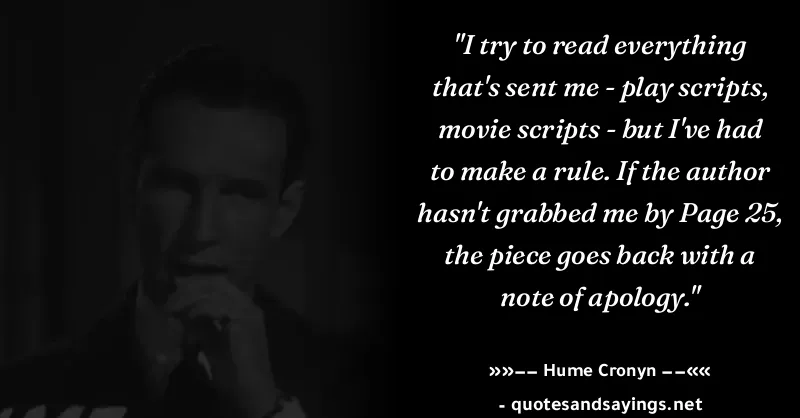 "I try to read everything
that's sent me - play scripts,
movie scripts - but I've had
to make a rule. If the author
hasn't grabbed me by Page 25,
the piece goes back with a
note of apology."
»»-- Hume Cronyn --««
- quotesandsayings.net